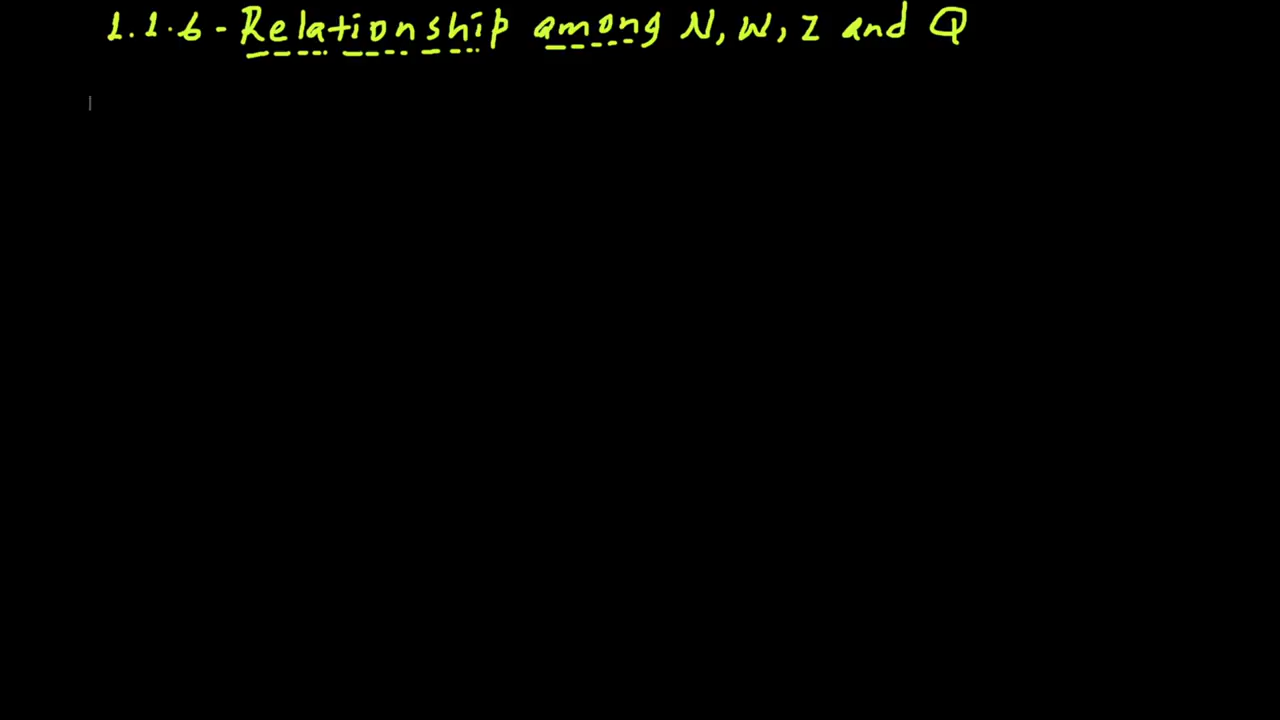 1.1.6 - Relationship among N, W, Z and Q